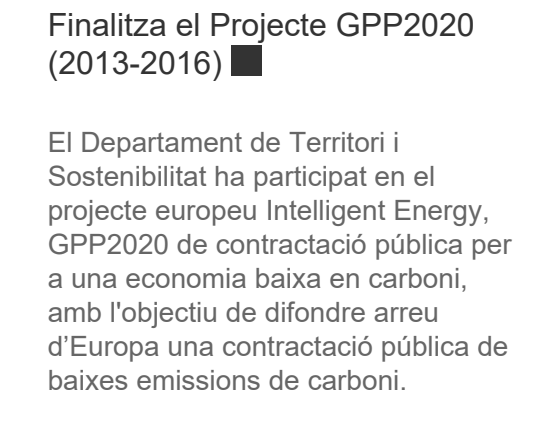 Finalitza el Projecte GPP2020
(2013-2016)
El Departament de Territori i
Sostenibilitat ha participat en el
projecte europeu Intelligent Energy,
GPP2020 de contractació pública per
a una economia baixa en carboni,
amb l'objectiu de difondre arreu
d’Europa una contractació pública de
baixes emissions de carboni.